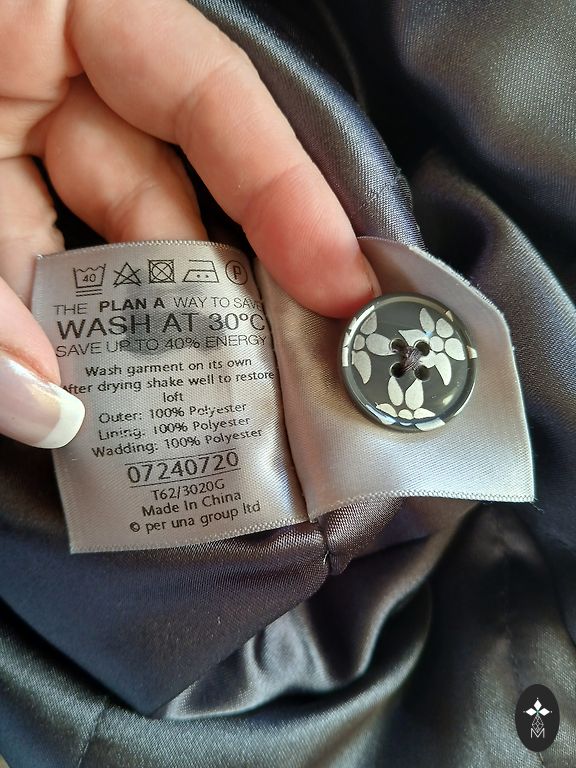 40 P
THE PLAN A WAY TO SAVE
WASH AT 30°C
SAVE UP TO 40% ENERGY
Wash garment on its own
After drying shake well to restore
loft
Outer: 100% Polyester
Lining: 100% Polyester
Wadding: 100% Polyester
07240720
T62/3020G
Made In China
© per una group ltd
M